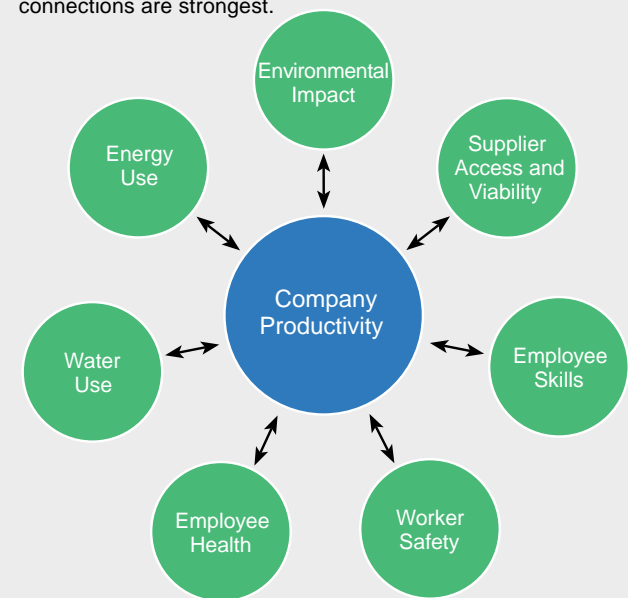 connections are strongest.
Environmental
Impact
Supplier
Access and
Viability
Energy
Use
Company
Productivity
Employee
Skills
Water
Use
Worker
Safety
Employee
Health